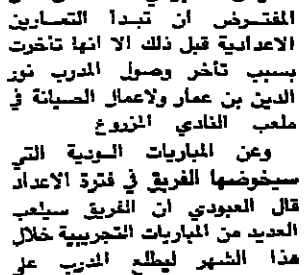 المفترض ان تبدأ التمارين
الاعدادية قبل ذلك الا انها تأخرت
بسبب تأخر وصول المدرب نور
الدين بن عمار ولاعمال الصيانة في
ملعب النادي المزروع
وعن المباريات الودية التي
سيخوضها الفريق في فترة الاعداد
قال العبودي ان الفريق سيلعب
العديد من المباريات التجريبية خلال
هذا الشهر ليطلع المدرب على